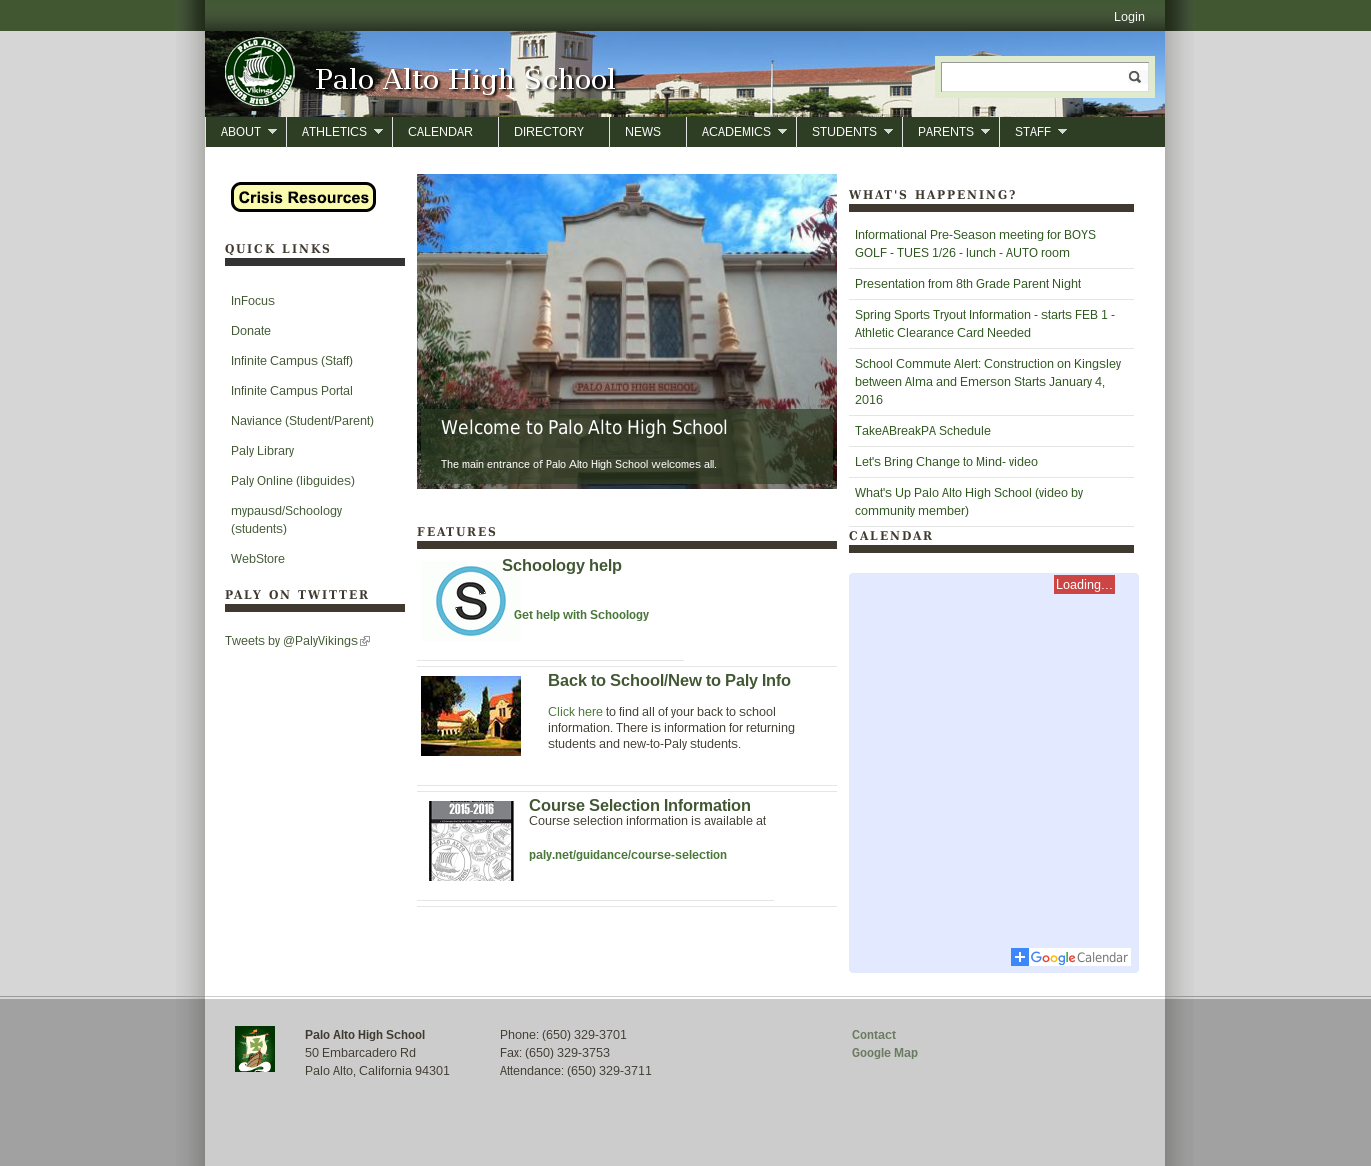 Login
PALO ALTO
Vikings
SENIOR HIGH SCHOOL
Palo Alto High School
ABOUT
ATHLETICS
CALENDAR
DIRECTORY
NEWS
ACADEMICS
STUDENTS
PARENTS
STAFF
Crisis Resources
QUICK LINKS
InFocus
Donate
Infinite Campus (Staff)
Infinite Campus Portal
Naviance (Student/Parent)
Paly Library
Paly Online (libguides)
mypausd/Schoology
(students)
WebStore
PALY ON TWITTER
Tweets by @PalyVikings
PALO ALTO HIGH SCHOOL
Welcome to Palo Alto High School
The main entrance of Palo Alto High School welcomes all.
FEATURES
Schoology help
S
Get help with Schoology
Back to School/New to Paly Info
Click here to find all of your back to school
information. There is information for returning
students and new-to-Paly students.
2015-2016
Course Selection Information
Course selection information is available at
paly.net/guidance/course-selection
WHAT'S HAPPENING?
Informational Pre-Season meeting for BOYS
GOLF - TUES 1/26 - lunch - AUTO room
Presentation from 8th Grade Parent Night
Spring Sports Tryout Information - starts FEB 1 -
Athletic Clearance Card Needed
School Commute Alert: Construction on Kingsley
between Alma and Emerson Starts January 4,
2016
TakeABreakPA Schedule
Let's Bring Change to Mind- video
What's Up Palo Alto High School (video by
community member)
CALENDAR
Loading...
Google Calendar
Palo Alto High School
50 Embarcadero Rd
Palo Alto, California 94301
Phone: (650) 329-3701
Fax: (650) 329-3753
Attendance: (650) 329-3711
Contact
Google Map